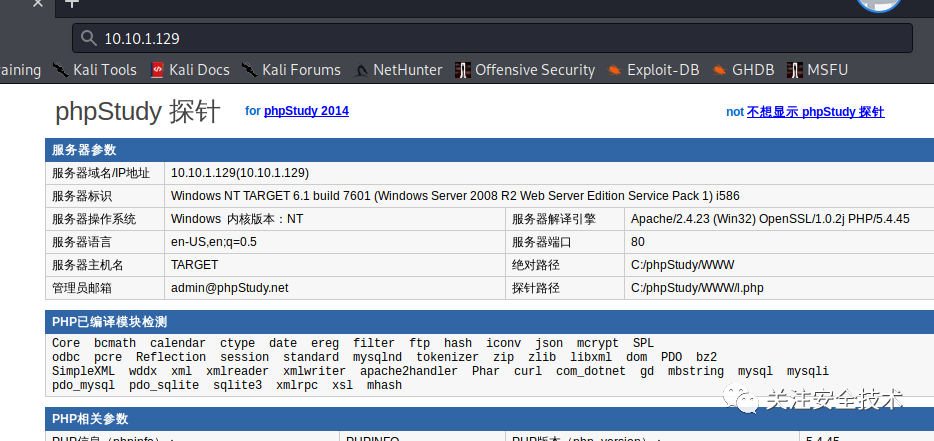 10.10.1.129
raining Kali Tools Kali Docs Kali Forums NetHunter Offensive Security Exploit-DB GHDB MSFU
phpStudy 探针 for phpStudy 2014 not 不想显示 phpStudy 探针
服务器参数
服务器域名/IP地址 10.10.1.129(10.10.1.129)
服务器标识 Windows NT TARGET 6.1 build 7601 (Windows Server 2008 R2 Web Server Edition Service Pack 1) i586
服务器操作系统 Windows 内核版本：NT 服务器解译引擎 Apache/2.4.23 (Win32) OpenSSL/1.0.2j PHP/5.4.45
服务器语言 en-US,en;q=0.5 服务器端口 80
服务器主机名 TARGET 绝对路径 C:/phpStudy/WWW
管理员邮箱 admin@phpStudy.net 探针路径 C:/phpStudy/WWW/l.php
PHP已编译模块检测
Core bcmath calendar ctype date ereg filter ftp hash iconv json mcrypt SPL
odbc pcre Reflection session standard mysqlnd tokenizer zip zlib libxml dom PDO bz2
SimpleXML wddx xml xmlreader xmlwriter apache2handler Phar curl com_dotnet gd mbstring mysql mysqli
pdo_mysql pdo_sqlite sqlite3 xmlrpc xsl mhash
关注安全技术
PHP相关参数
PHP信息（phpinfo）： PHPINFO PHP版本（php_version）： 5.4.45